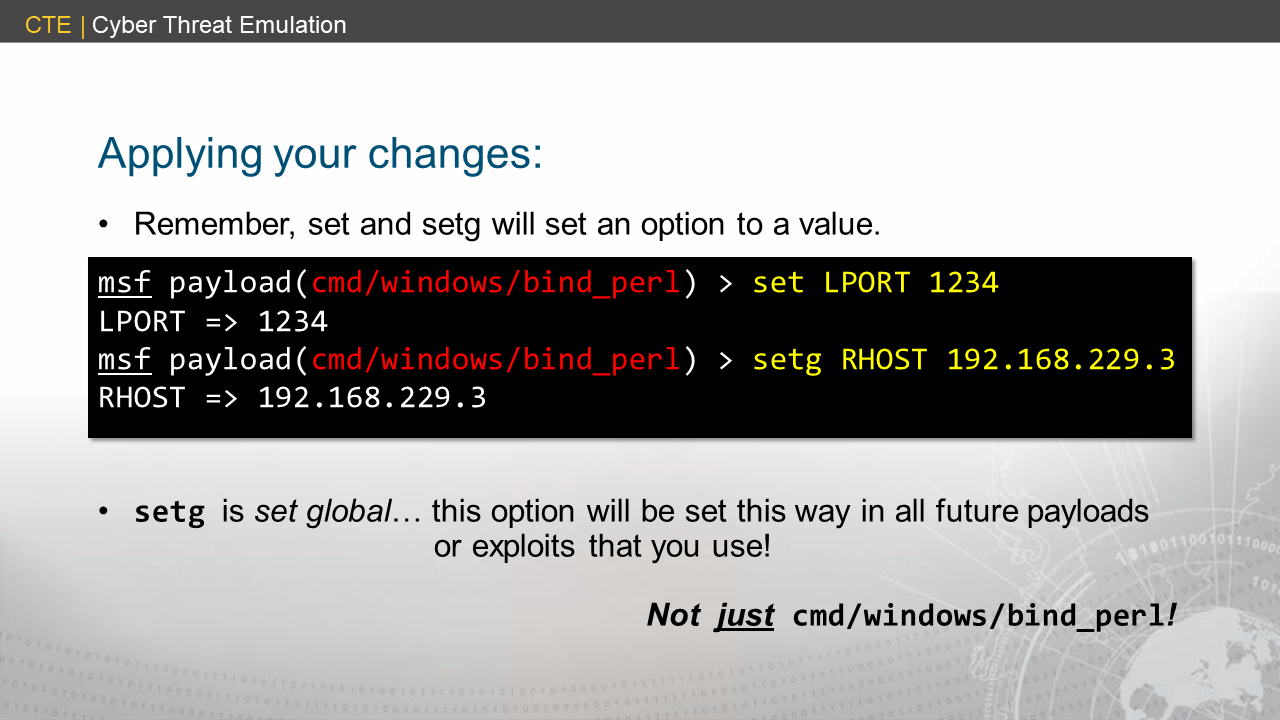 CTE | Cyber Threat Emulation
Applying your changes:
• Remember, set and setg will set an option to a value.
msf payload(cmd/windows/bind_perl) > set LPORT 1234
LPORT => 1234
msf payload(cmd/windows/bind_perl) > setg RHOST 192.168.229.3
RHOST => 192.168.229.3
• setg is set global… this option will be set this way in all future payloads
or exploits that you use!
Not just cmd/windows/bind_perl!